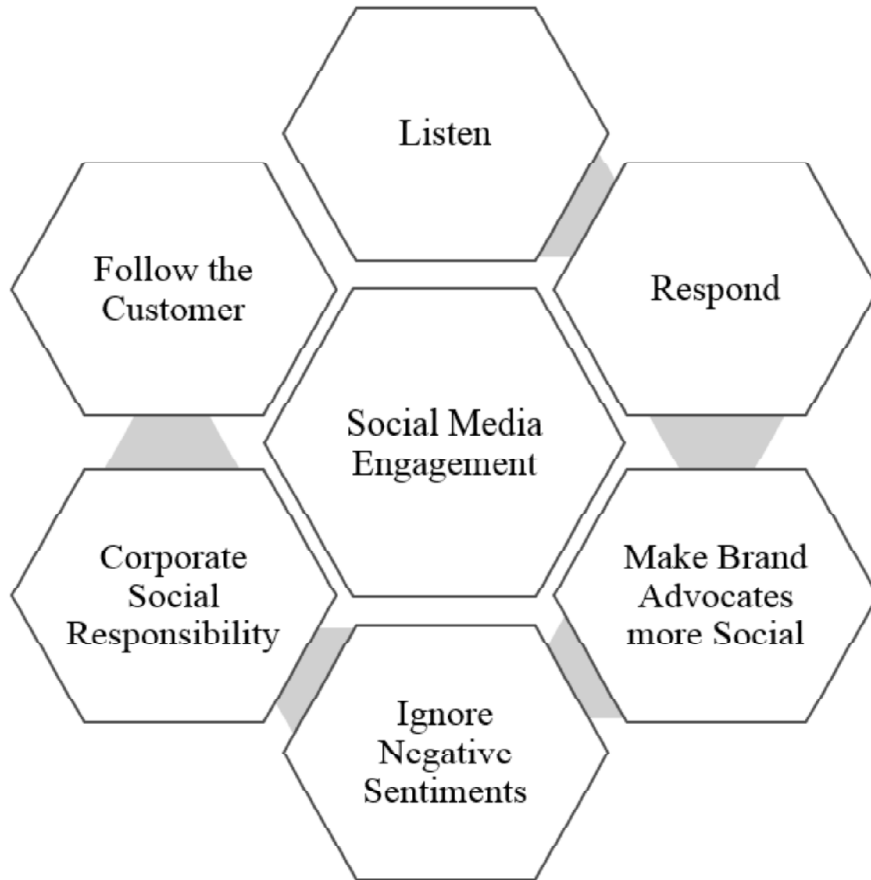 Listen
Respond
Follow the
Customer
Social Media
Engagement
Make Brand
Advocates
more Social
Corporate
Social
Responsibility
Ignore
Negative
Sentiments